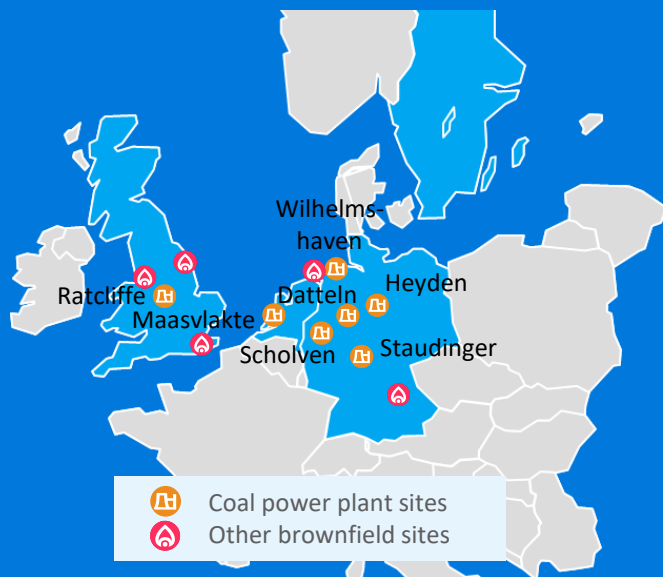 Wilhelms-
haven
Heyden
Datteln
Ratcliffe
Maasvlakte
Scholven
Staudinger
Coal power plant sites
Other brownfield sites